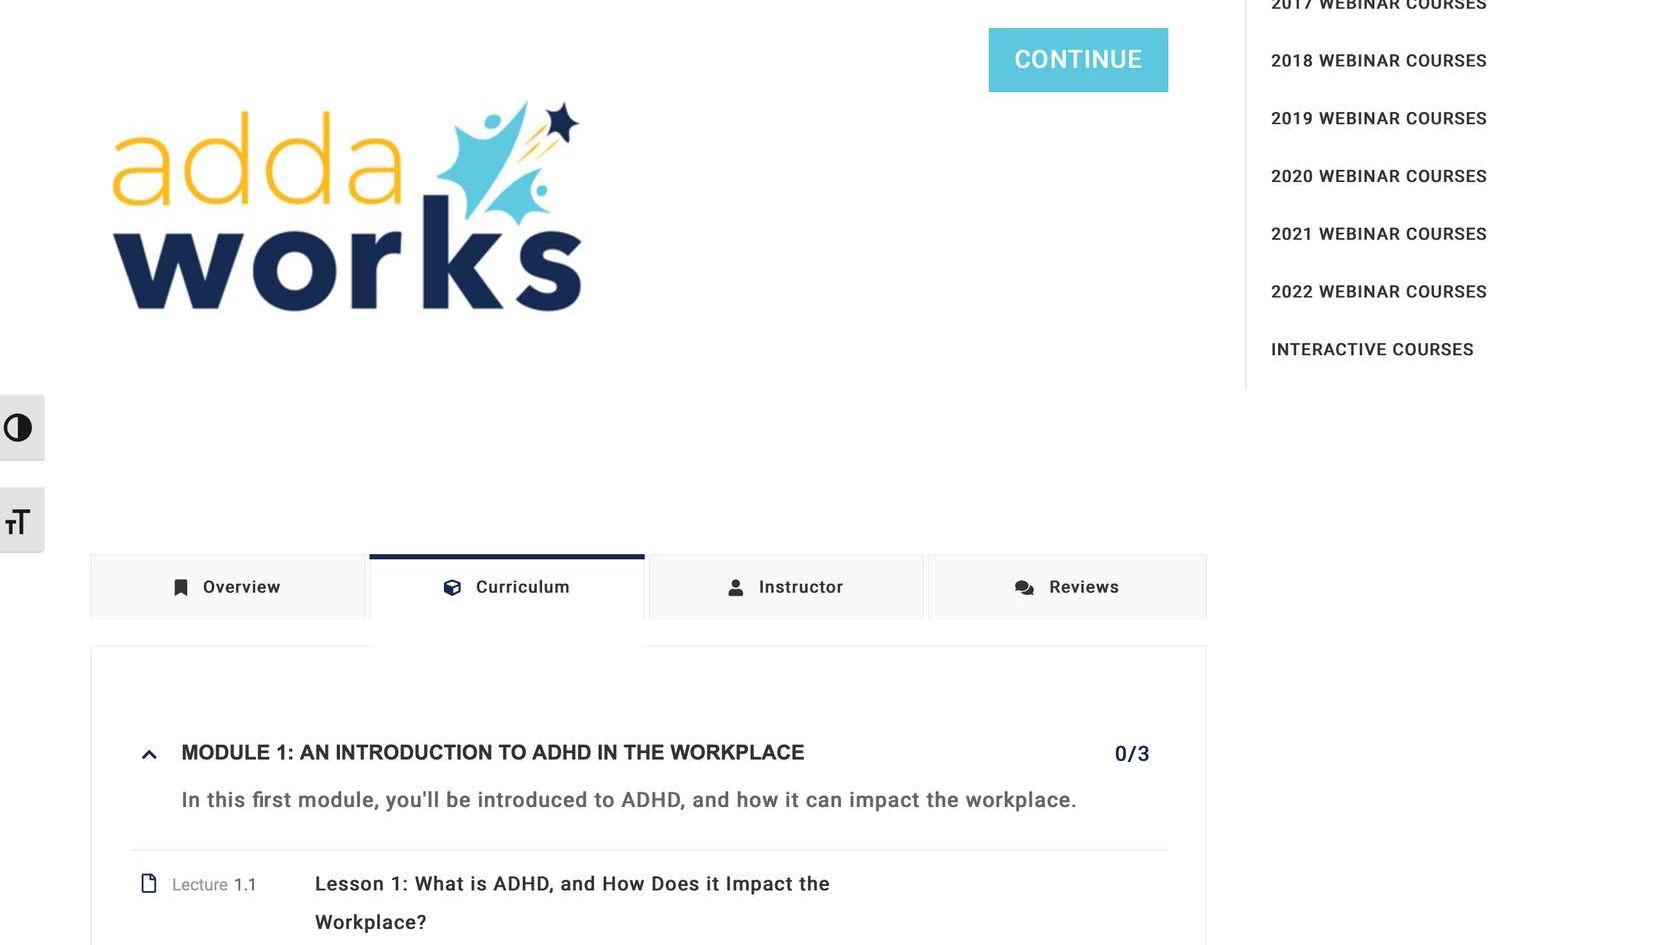 2017 WEBINAR COURSES
CONTINUE
2018 WEBINAR COURSES
2019 WEBINAR COURSES
2020 WEBINAR COURSES
2021 WEBINAR COURSES
2022 WEBINAR COURSES
INTERACTIVE COURSES
adda
works
Overview
Curriculum
Instructor
Reviews
MODULE 1: AN INTRODUCTION TO ADHD IN THE WORKPLACE 0/3
In this first module, you'll be introduced to ADHD, and how it can impact the workplace.
Lecture 1.1 Lesson 1: What is ADHD, and How Does it Impact the
Workplace?